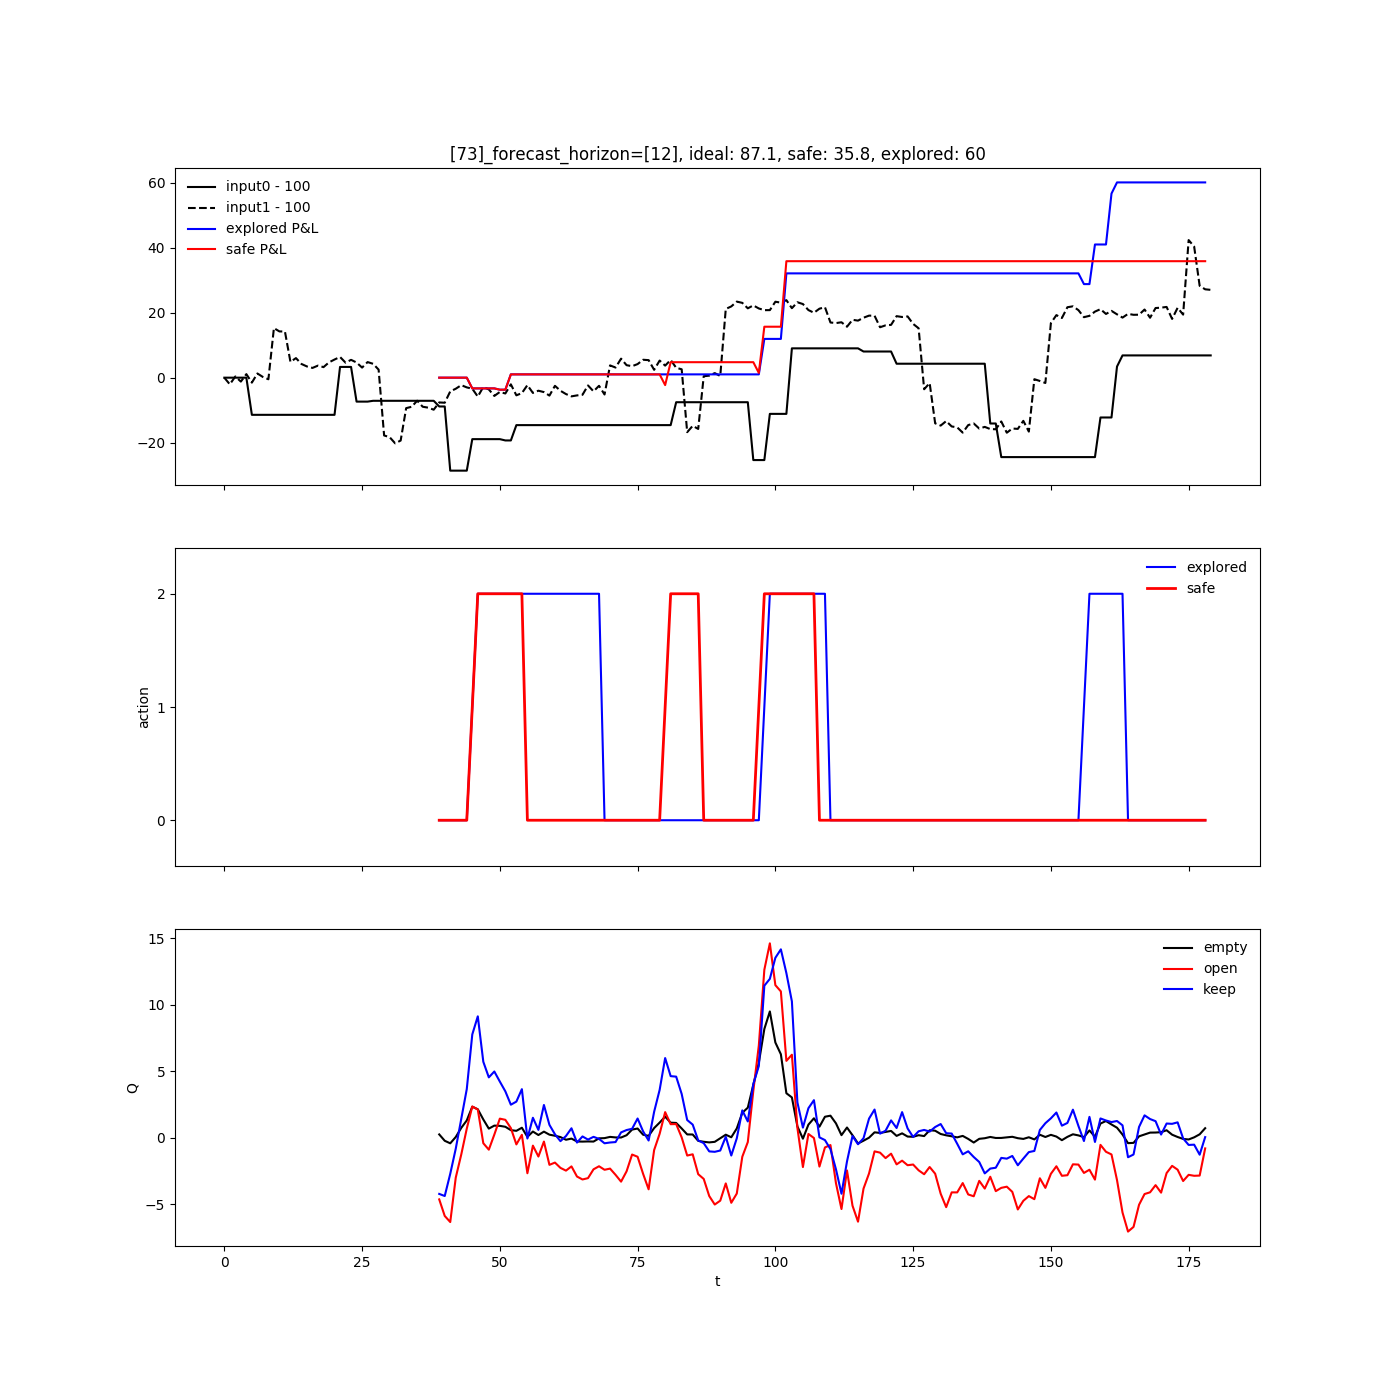 [73]_forecast_horizon=[12], ideal: 87.1, safe: 35.8, explored: 60
60
40
20
0
−20
input0 - 100
input1 - 100
explored P&L
safe P&L
2
1
0
action
explored
safe
15
10
5
0
−5
Q
empty
open
keep
0 25 50 75 100 125 150 175
t